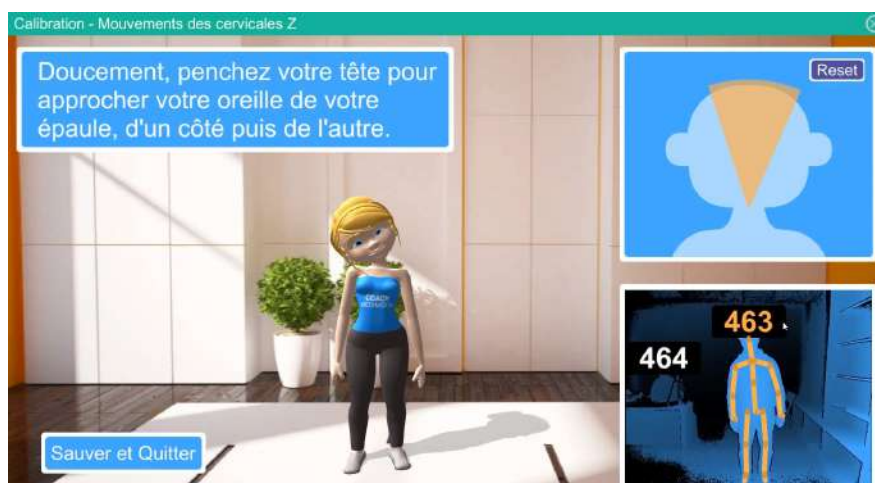 Calibration - Mouvements des cervicales Z
Doucement, penchez votre tête pour
approcher votre oreille de votre
épaule, d'un côté puis de l'autre.
Reset
COACH
463
464
Sauver et Quitter